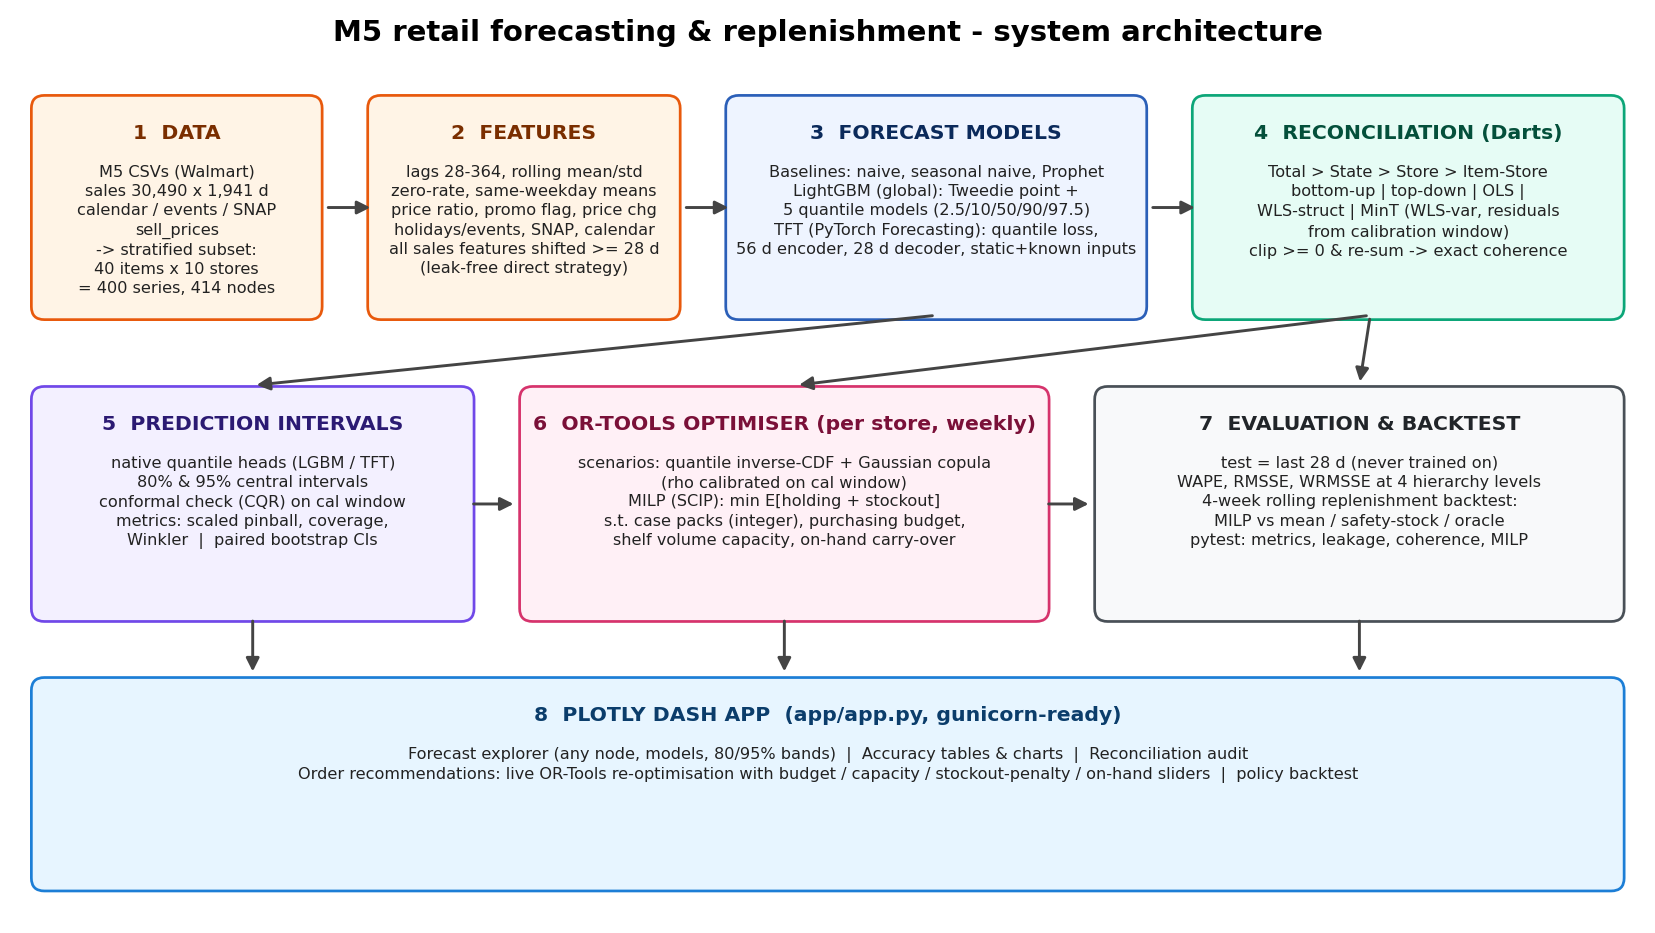 M5 retail forecasting & replenishment - system architecture
1 DATA
M5 CSVs (Walmart)
sales 30,490 x 1,941 d
calendar / events / SNAP
sell_prices
-> stratified subset:
40 items x 10 stores
= 400 series, 414 nodes
2 FEATURES
lags 28-364, rolling mean/std
zero-rate, same-weekday means
price ratio, promo flag, price chg
holidays/events, SNAP, calendar
all sales features shifted >= 28 d
(leak-free direct strategy)
3 FORECAST MODELS
Baselines: naive, seasonal naive, Prophet
LightGBM (global): Tweedie point +
5 quantile models (2.5/10/50/90/97.5)
TFT (PyTorch Forecasting): quantile loss,
56 d encoder, 28 d decoder, static+known inputs
4 RECONCILIATION (Darts)
Total > State > Store > Item-Store
bottom-up | top-down | OLS |
WLS-struct | MinT (WLS-var, residuals
from calibration window)
clip >= 0 & re-sum -> exact coherence
5 PREDICTION INTERVALS
native quantile heads (LGBM / TFT)
80% & 95% central intervals
conformal check (CQR) on cal window
metrics: scaled pinball, coverage,
Winkler | paired bootstrap CIs
6 OR-TOOLS OPTIMISER (per store, weekly)
scenarios: quantile inverse-CDF + Gaussian copula
(rho calibrated on cal window)
MILP (SCIP): min E[holding + stockout]
s.t. case packs (integer), purchasing budget,
shelf volume capacity, on-hand carry-over
7 EVALUATION & BACKTEST
test = last 28 d (never trained on)
WAPE, RMSSE, WRMSSE at 4 hierarchy levels
4-week rolling replenishment backtest:
MILP vs mean / safety-stock / oracle
pytest: metrics, leakage, coherence, MILP
8 PLOTLY DASH APP (app/app.py, gunicorn-ready)
Forecast explorer (any node, models, 80/95% bands) | Accuracy tables & charts | Reconciliation audit
Order recommendations: live OR-Tools re-optimisation with budget / capacity / stockout-penalty / on-hand sliders | policy backtest